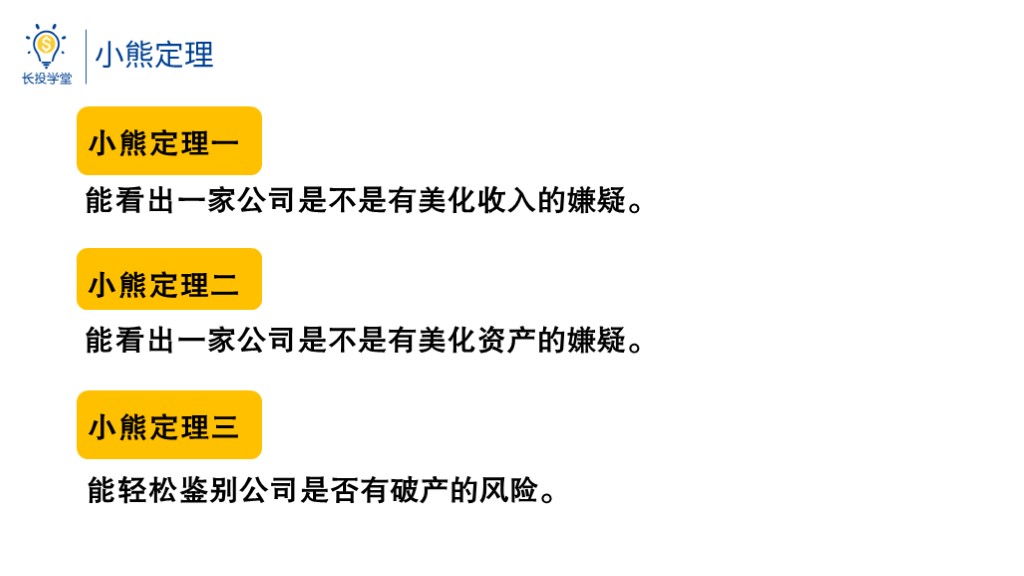 长投学堂
小熊定理
小熊定理一
能看出一家公司是不是有美化收入的嫌疑。
小熊定理二
能看出一家公司是不是有美化资产的嫌疑。
小熊定理三
能轻松鉴别公司是否有破产的风险。